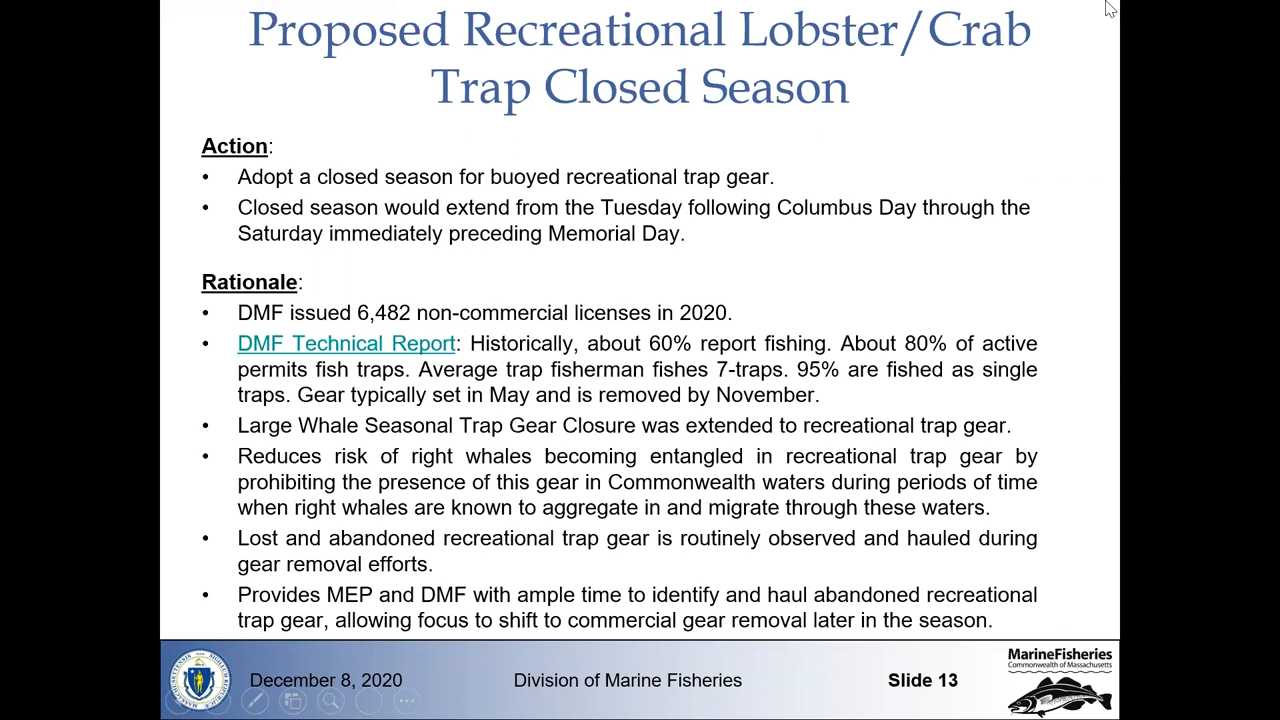 Proposed Recreational Lobster/Crab
Trap Closed Season
Action:
• Adopt a closed season for buoyed recreational trap gear.
• Closed season would extend from the Tuesday following Columbus Day through the
Saturday immediately preceding Memorial Day.
Rationale:
• DMF issued 6,482 non-commercial licenses in 2020.
• DMF Technical Report: Historically, about 60% report fishing. About 80% of active
permits fish traps. Average trap fisherman fishes 7-traps. 95% are fished as single
traps. Gear typically set in May and is removed by November.
• Large Whale Seasonal Trap Gear Closure was extended to recreational trap gear.
• Reduces risk of right whales becoming entangled in recreational trap gear by
prohibiting the presence of this gear in Commonwealth waters during periods of time
when right whales are known to aggregate in and migrate through these waters.
• Lost and abandoned recreational trap gear is routinely observed and hauled during
gear removal efforts.
• Provides MEP and DMF with ample time to identify and haul abandoned recreational
trap gear, allowing focus to shift to commercial gear removal later in the season.
December 8, 2020
Division of Marine Fisheries
Slide 13
MarineFisheries
Commonwealth of Massachusetts